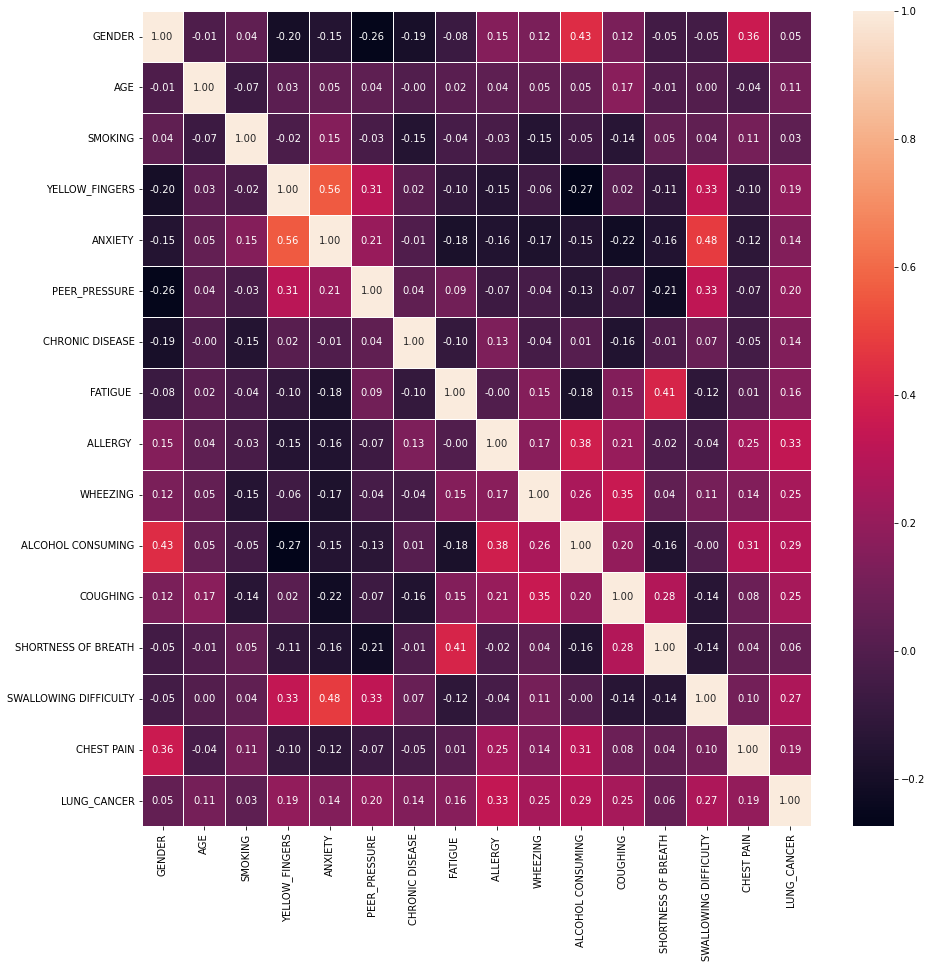 GENDER 1.00 -0.01 0.04 -0.20 -0.15 -0.26 -0.19 -0.08 0.15 0.12 0.43 0.12 -0.05 -0.05 0.36 0.05
AGE -0.01 1.00 -0.07 0.03 0.05 0.04 -0.00 0.02 0.04 0.05 0.05 0.17 -0.01 0.00 -0.04 0.11
SMOKING 0.04 -0.07 1.00 -0.02 0.15 -0.03 -0.15 -0.04 -0.03 -0.15 -0.05 -0.14 0.05 0.04 0.11 0.03
YELLOW_FINGERS -0.20 0.03 -0.02 1.00 0.56 0.31 0.02 -0.10 -0.15 -0.06 -0.27 0.02 -0.11 0.33 -0.10 0.19
ANXIETY -0.15 0.05 0.15 0.56 1.00 0.21 -0.01 -0.18 -0.16 -0.17 -0.15 -0.22 -0.16 0.48 -0.12 0.14
PEER_PRESSURE -0.26 0.04 -0.03 0.31 0.21 1.00 0.04 0.09 -0.07 -0.04 -0.13 -0.07 -0.21 0.33 -0.07 0.20
CHRONIC DISEASE -0.19 -0.00 -0.15 0.02 -0.01 0.04 1.00 -0.10 0.13 -0.04 0.01 -0.16 -0.01 0.07 -0.05 0.14
FATIGUE -0.08 0.02 -0.04 -0.10 -0.18 0.09 -0.10 1.00 -0.00 0.15 -0.18 0.15 0.41 -0.12 0.01 0.16
ALLERGY 0.15 0.04 -0.03 -0.15 -0.16 -0.07 0.13 -0.00 1.00 0.17 0.38 0.21 -0.02 -0.04 0.25 0.33
WHEEZING 0.12 0.05 -0.15 -0.06 -0.17 -0.04 -0.04 0.15 0.17 1.00 0.26 0.35 0.04 0.11 0.14 0.25
ALCOHOL CONSUMING 0.43 0.05 -0.05 -0.27 -0.15 -0.13 0.01 -0.18 0.38 0.26 1.00 0.20 -0.16 -0.00 0.31 0.29
COUGHING 0.12 0.17 -0.14 0.02 -0.22 -0.07 -0.16 0.15 0.21 0.35 0.20 1.00 0.28 -0.14 0.08 0.25
SHORTNESS OF BREATH -0.05 -0.01 0.05 -0.11 -0.16 -0.21 -0.01 0.41 -0.02 0.04 -0.16 0.28 1.00 -0.14 0.04 0.06
SWALLOWING DIFFICULTY -0.05 0.00 0.04 0.33 0.48 0.33 0.07 -0.12 -0.04 0.11 -0.00 -0.14 -0.14 1.00 0.10 0.27
CHEST PAIN 0.36 -0.04 0.11 -0.10 -0.12 -0.07 -0.05 0.01 0.25 0.14 0.31 0.08 0.04 0.10 1.00 0.19
LUNG_CANCER 0.05 0.11 0.03 0.19 0.14 0.20 0.14 0.16 0.33 0.25 0.29 0.25 0.06 0.27 0.19 1.00
GENDER
AGE
SMOKING
YELLOW_FINGERS
ANXIETY
PEER_PRESSURE
CHRONIC DISEASE
FATIGUE
ALLERGY
WHEEZING
ALCOHOL CONSUMING
COUGHING
SHORTNESS OF BREATH
SWALLOWING DIFFICULTY
CHEST PAIN
LUNG_CANCER
1.0
0.8
0.6
0.4
0.2
0.0
−0.2